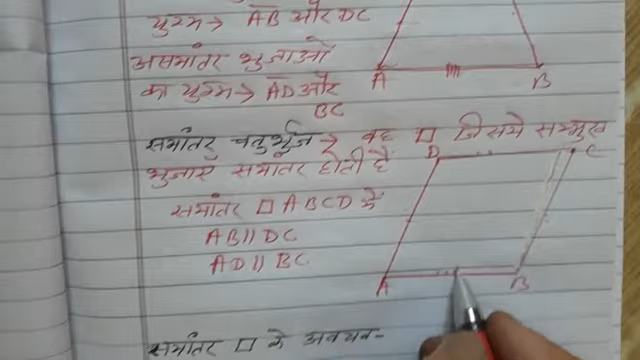 युग्म → AB और DC
असमांतर भुजाओ
का युग्म → AD और
BC
A
B
समांतर चतुर्भुज → वह □ जिसमे सम्मुख
भुजाएं समांतर होती है
D
C
समांतर □ ABCD में
AB || DC
AD || BC
A
B
समांतर □ के अवयव -